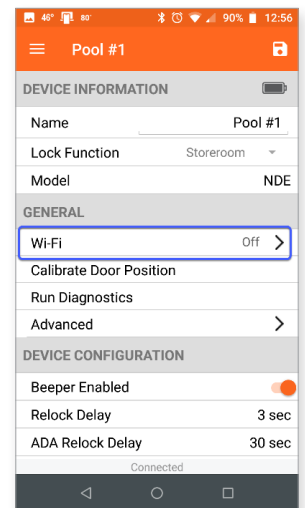 46° 80° 90% 12:56
Pool #1
DEVICE INFORMATION
Name Pool #1
Lock Function Storeroom
Model NDE
GENERAL
Wi-Fi Off
Calibrate Door Position
Run Diagnostics
Advanced
DEVICE CONFIGURATION
Beeper Enabled
Relock Delay 3 sec
ADA Relock Delay 30 sec
Connected